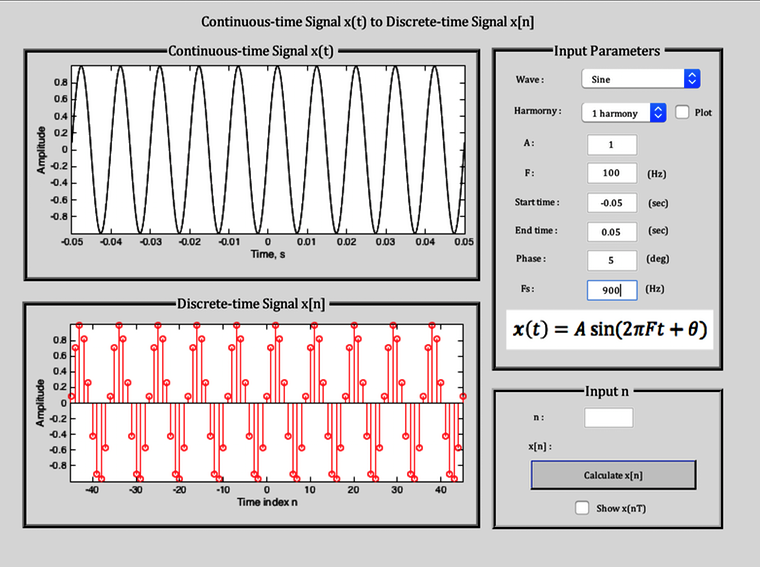 Continuous-time Signal x(t) to Discrete-time Signal x[n]
Continuous-time Signal x(t)
0.8
0.6
0.4
0.2
0
-0.2
-0.4
-0.6
-0.8
Amplitude
-0.05 -0.04 -0.03 -0.02 -0.01 0 0.01 0.02 0.03 0.04 0.05
Time, s
Discrete-time Signal x[n]
0.8
0.6
0.4
0.2
0
-0.2
-0.4
-0.6
-0.8
Amplitude
-40 -30 -20 -10 0 10 20 30 40
Time index n
Input Parameters
Wave : Sine
Harmorny : 1 harmony Plot
A : 1
F : 100 (Hz)
Start time : -0.05 (sec)
End time : 0.05 (sec)
Phase : 5 (deg)
Fs : 900 (Hz)
x(t) = A sin(2πFt + θ)
Input n
n :
x[n] :
Calculate x[n]
Show x(nT)